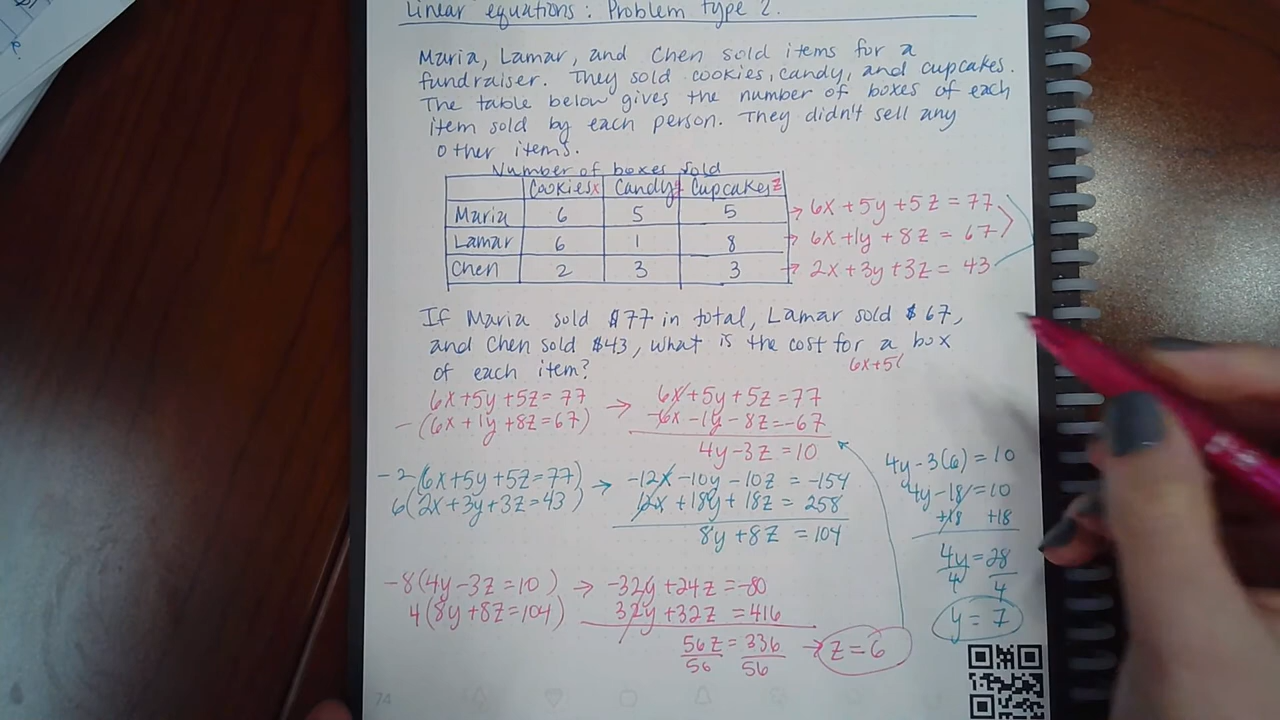 Linear equations: Problem type 2.
Maria, Lamar, and Chen sold items for a
fundraiser. They sold cookies, candy, and cupcakes.
The table below gives the number of boxes of each
item sold by each person. They didn't sell any
other items.
Number of boxes sold
Cookies x Candy y Cupcakes z
Maria 6 5 5 → 6x + 5y + 5z = 77
Lamar 6 1 8 → 6x + 1y + 8z = 67
Chen 2 3 3 → 2x + 3y + 3z = 43
If Maria sold $77 in total, Lamar sold $67,
and Chen sold $43, what is the cost for a box
of each item?
6x+5(
6x+5y+5z=77 → 6x+5y+5z=77
-(6x+1y+8z=67) -6x-1y-8z=-67
4y-3z=10
-2(6x+5y+5z=77) → -12x-10y-10z=-154
6(2x+3y+3z=43) 12x+18y+18z=258
8y+8z=104
-8(4y-3z=10) → -32y+24z=-80
4(8y+8z=104) 32y+32z=416
56z=336 → z=6
56 56
4y-3(6)=10
4y-18=10
+18 +18
4y=28
4 4
y=7
74